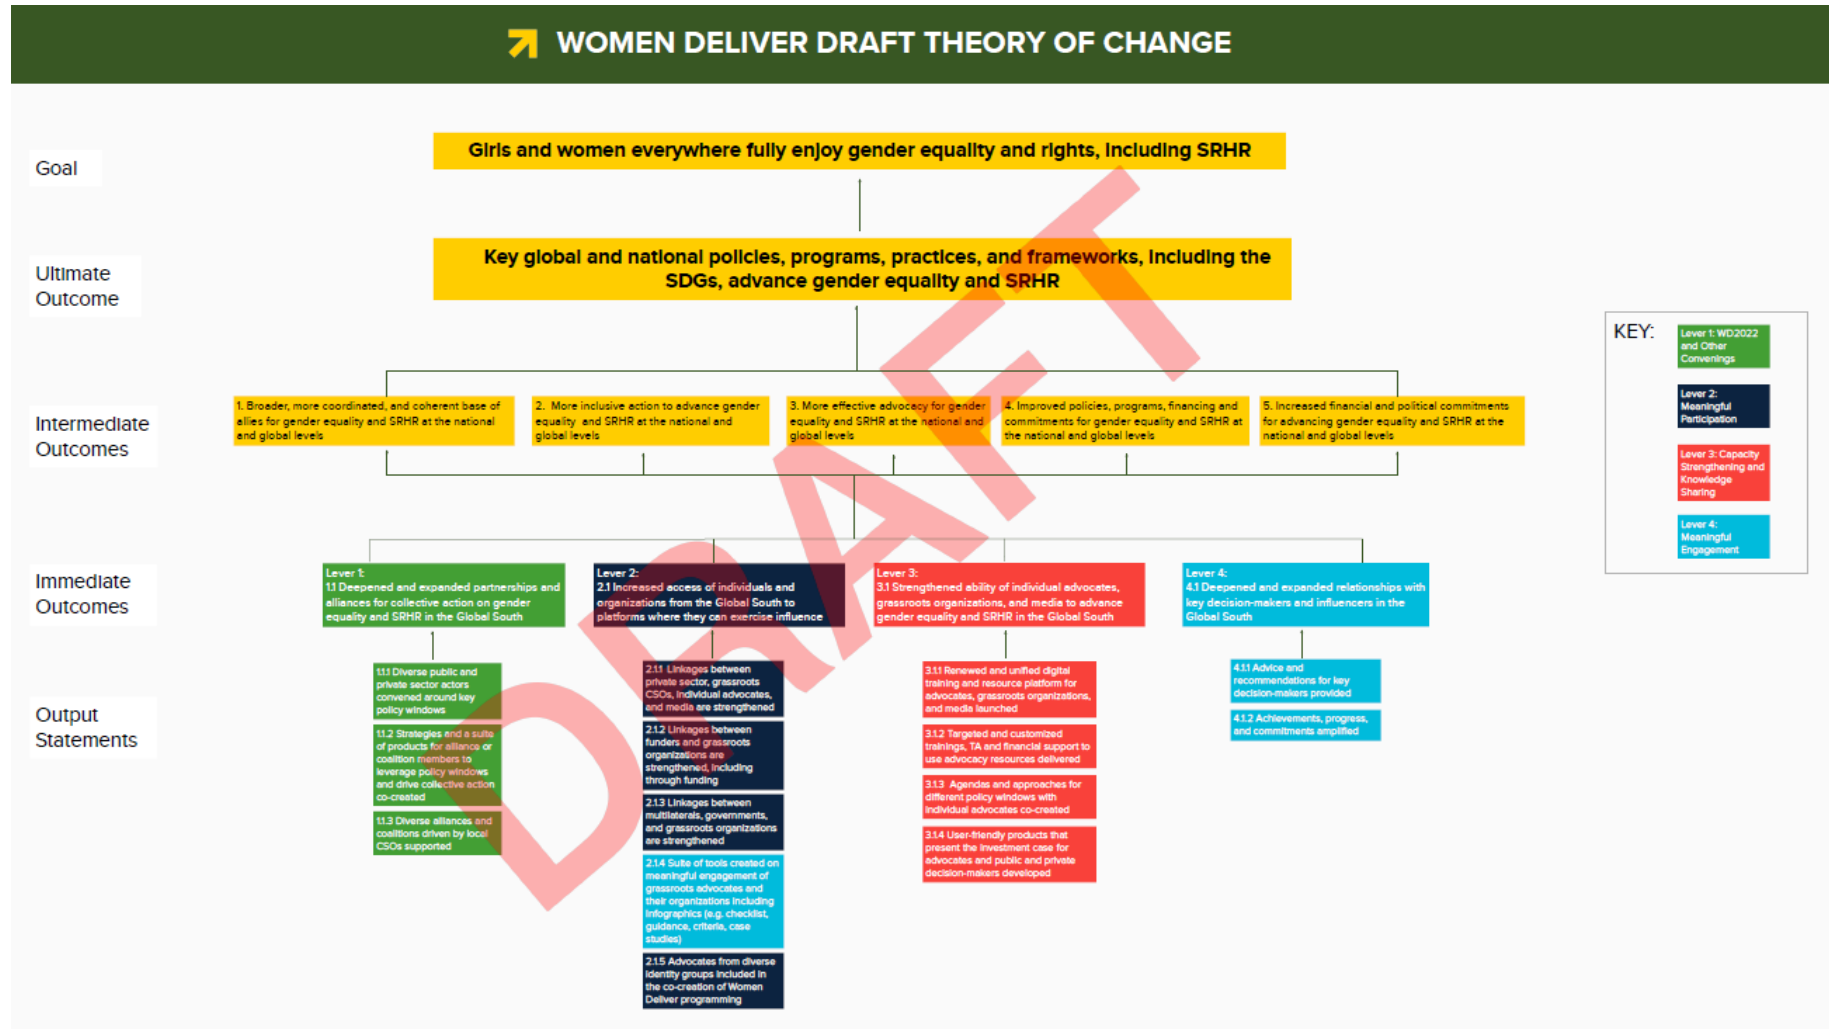 WOMEN DELIVER DRAFT THEORY OF CHANGE
Goal
Girls and women everywhere fully enjoy gender equality and rights, including SRHR
Ultimate
Outcome
Key global and national policies, programs, practices, and frameworks, including the
SDGs, advance gender equality and SRHR
KEY:
Lever 1: WD2022
and Other
Convenings
Lever 2:
Meaningful
Participation
Lever 3: Capacity
Strengthening and
Knowledge
Sharing
Lever 4:
Meaningful
Engagement
Intermediate
Outcomes
1. Broader, more coordinated, and coherent base of
allies for gender equality and SRHR at the national
and global levels
2. More inclusive action to advance gender
equality and SRHR at the national and
global levels
3. More effective advocacy for gender
equality and SRHR at the national and
global levels
4. Improved policies, programs, financing and
commitments for gender equality and SRHR at
the national and global levels
5. Increased financial and political commitments
for advancing gender equality and SRHR at the
national and global levels
Immediate
Outcomes
Lever 1:
1.1 Deepened and expanded partnerships and
alliances for collective action on gender
equality and SRHR in the Global South
Lever 2:
2.1 Increased access of individuals and
organizations from the Global South to
platforms where they can exercise influence
Lever 3:
3.1 Strengthened ability of individual advocates,
grassroots organizations, and media to advance
gender equality and SRHR in the Global South
Lever 4:
4.1 Deepened and expanded relationships with
key decision-makers and influencers in the
Global South
Output
Statements
1.1.1 Diverse public and
private sector actors
convened around key
policy windows
1.1.2 Strategies and a suite
of products for alliance or
coalition members to
leverage policy windows
and drive collective action
co-created
1.1.3 Diverse alliances and
coalitions driven by local
CSOs supported
2.1.1 Linkages between
private sector, grassroots
CSOs, individual advocates,
and media are strengthened
2.1.2 Linkages between
funders and grassroots
organizations are
strengthened, including
through funding
2.1.3 Linkages between
multilaterals, governments,
and grassroots organizations
are strengthened
2.1.4 Suite of tools created on
meaningful engagement of
grassroots advocates and
their organizations including
infographics (e.g. checklist,
guidance, criteria, case
studies)
2.1.5 Advocates from diverse
identity groups included in
the co-creation of Women
Deliver programming
3.1.1 Renewed and unified digital
training and resource platform for
advocates, grassroots organizations,
and media launched
3.1.2 Targeted and customized
trainings, TA and financial support to
use advocacy resources delivered
3.1.3 Agendas and approaches for
different policy windows with
individual advocates co-created
3.1.4 User-friendly products that
present the investment case for
advocates and public and private
decision-makers developed
4.1.1 Advice and
recommendations for key
decision-makers provided
4.1.2 Achievements, progress,
and commitments amplified
DRAFT